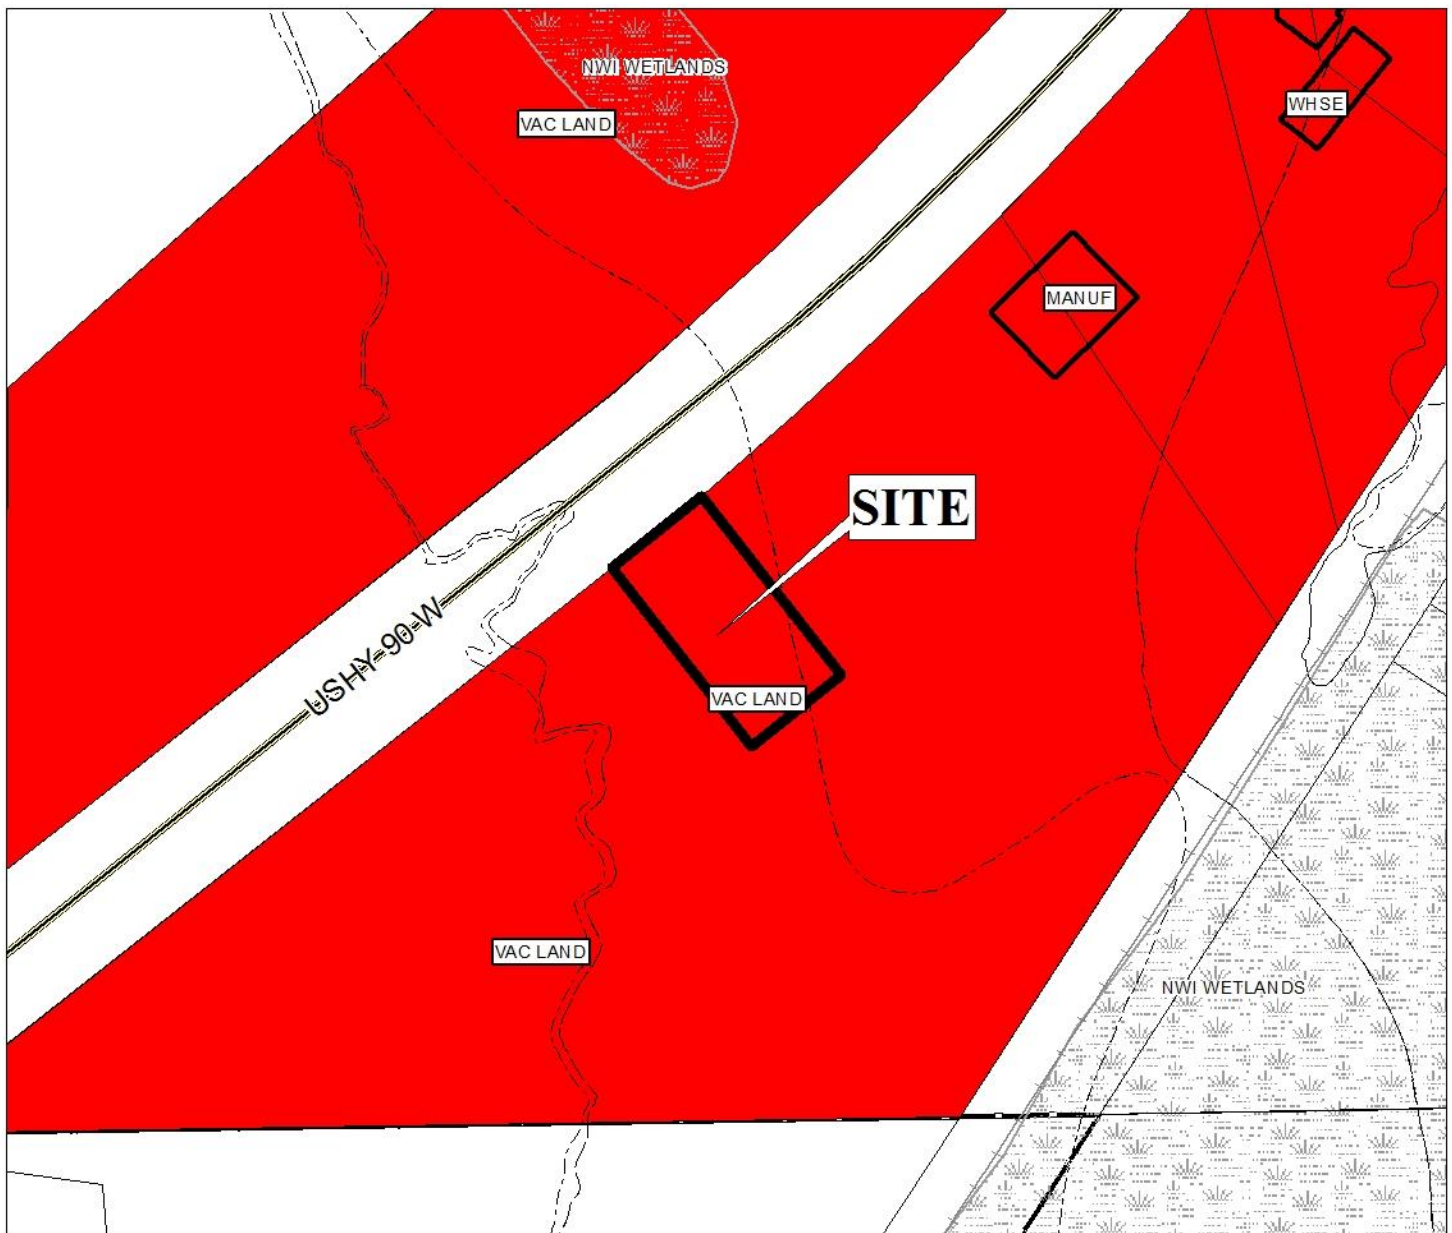 NWI WETLANDS
VAC LAND
WHSE
MANUF
SITE
USHY-90-W
VAC LAND
VAC LAND
NWI WETLANDS